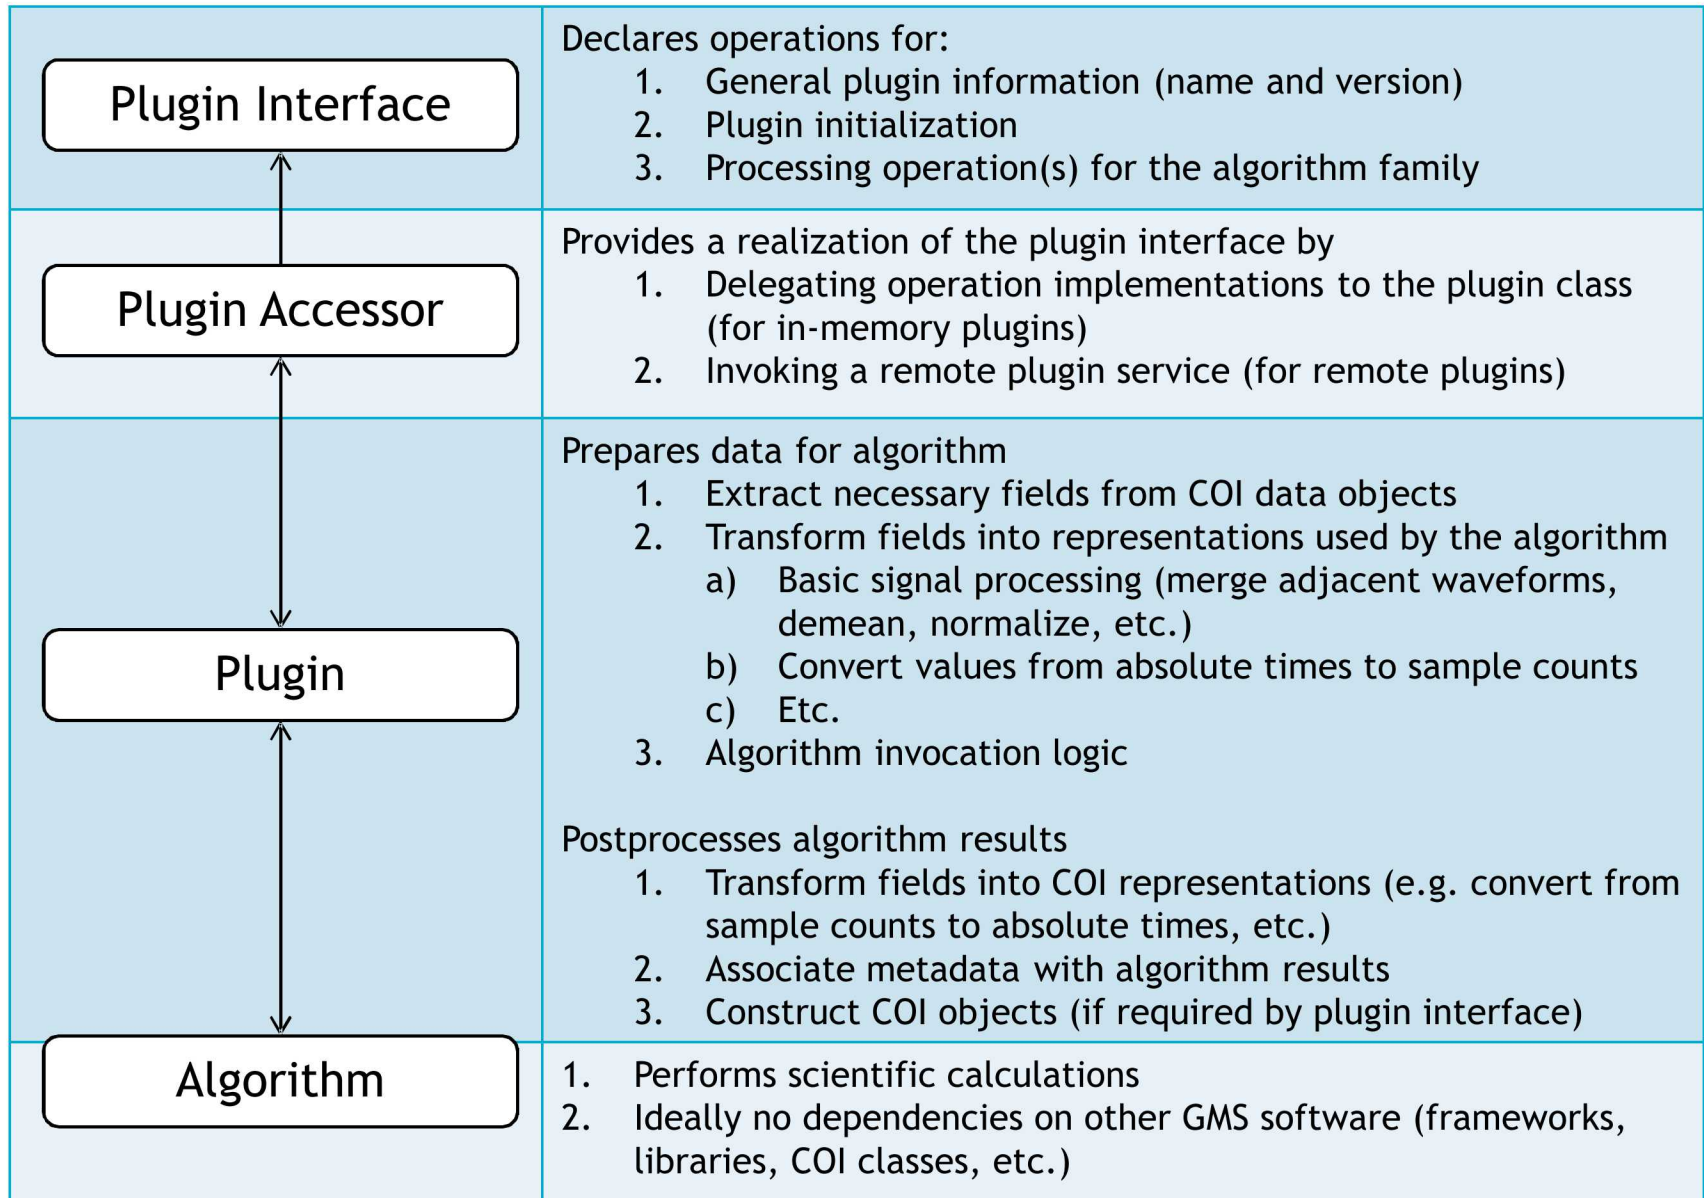 Plugin Interface
Declares operations for:
1. General plugin information (name and version)
2. Plugin initialization
3. Processing operation(s) for the algorithm family
Plugin Accessor
Provides a realization of the plugin interface by
1. Delegating operation implementations to the plugin class
(for in-memory plugins)
2. Invoking a remote plugin service (for remote plugins)
Plugin
Prepares data for algorithm
1. Extract necessary fields from COI data objects
2. Transform fields into representations used by the algorithm
a) Basic signal processing (merge adjacent waveforms,
demean, normalize, etc.)
b) Convert values from absolute times to sample counts
c) Etc.
3. Algorithm invocation logic
Postprocesses algorithm results
1. Transform fields into COI representations (e.g. convert from
sample counts to absolute times, etc.)
2. Associate metadata with algorithm results
3. Construct COI objects (if required by plugin interface)
Algorithm
1. Performs scientific calculations
2. Ideally no dependencies on other GMS software (frameworks,
libraries, COI classes, etc.)